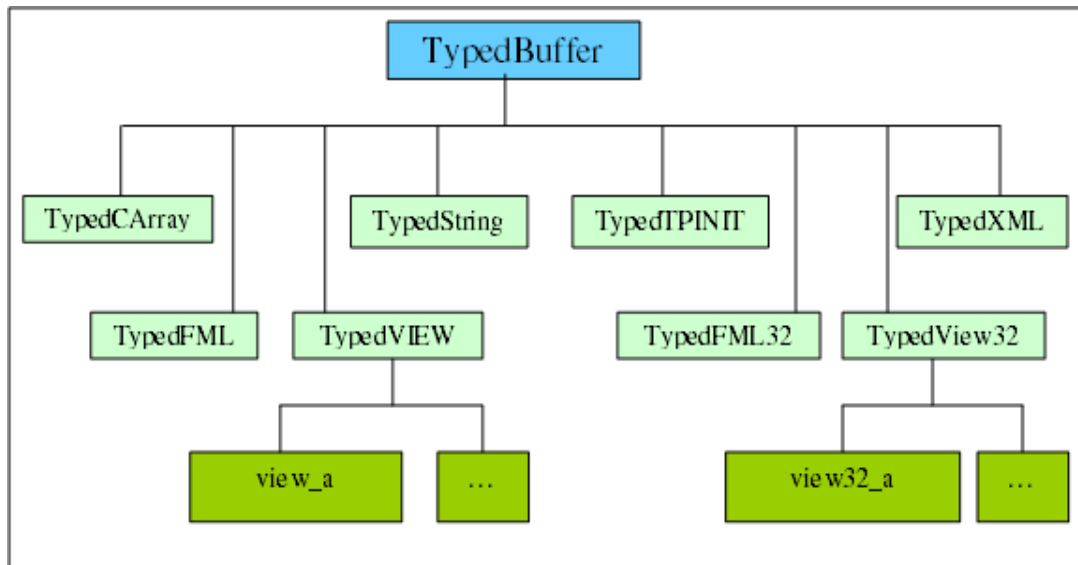 TypedBuffer
TypedCArray
TypedString
TypedTPINIT
TypedXML
TypedFML
TypedVIEW
TypedFML32
TypedView32
view_a
...
view32_a
...